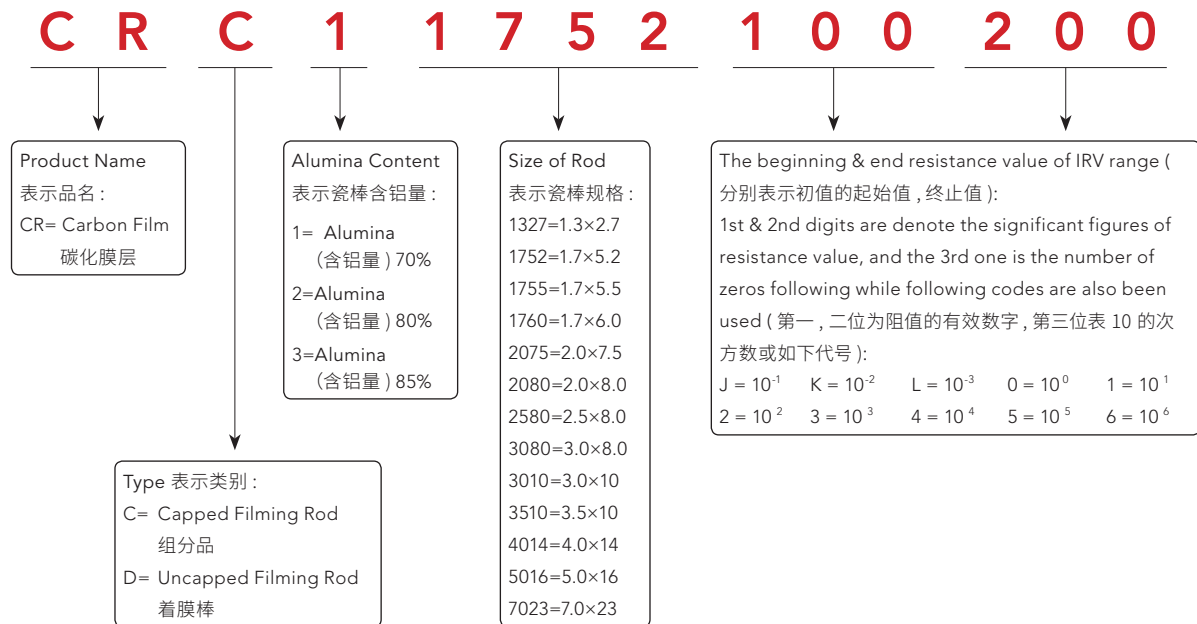 C R C 1 1 7 5 2 1 0 0 2 0 0
Product Name
表示品名 :
CR= Carbon Film
碳化膜层
Type 表示类别 :
C= Capped Filming Rod
组分品
D= Uncapped Filming Rod
着膜棒
Alumina Content
表示瓷棒含铝量 :
1= Alumina
(含铝量 ) 70%
2=Alumina
(含铝量 ) 80%
3=Alumina
(含铝量 ) 85%
Size of Rod
表示瓷棒规格 :
1327=1.3×2.7
1752=1.7×5.2
1755=1.7×5.5
1760=1.7×6.0
2075=2.0×7.5
2080=2.0×8.0
2580=2.5×8.0
3080=3.0×8.0
3010=3.0×10
3510=3.5×10
4014=4.0×14
5016=5.0×16
7023=7.0×23
The beginning & end resistance value of IRV range (
分别表示初值的起始值 , 终止值 ):
1st & 2nd digits are denote the significant figures of
resistance value, and the 3rd one is the number of
zeros following while following codes are also been
used ( 第一 , 二位为阻值的有效数字 , 第三位表 10 的次
方数或如下代号 ):
J = 10⁻¹ K = 10⁻² L = 10⁻³ 0 = 10⁰ 1 = 10¹
2 = 10² 3 = 10³ 4 = 10⁴ 5 = 10⁵ 6 = 10⁶